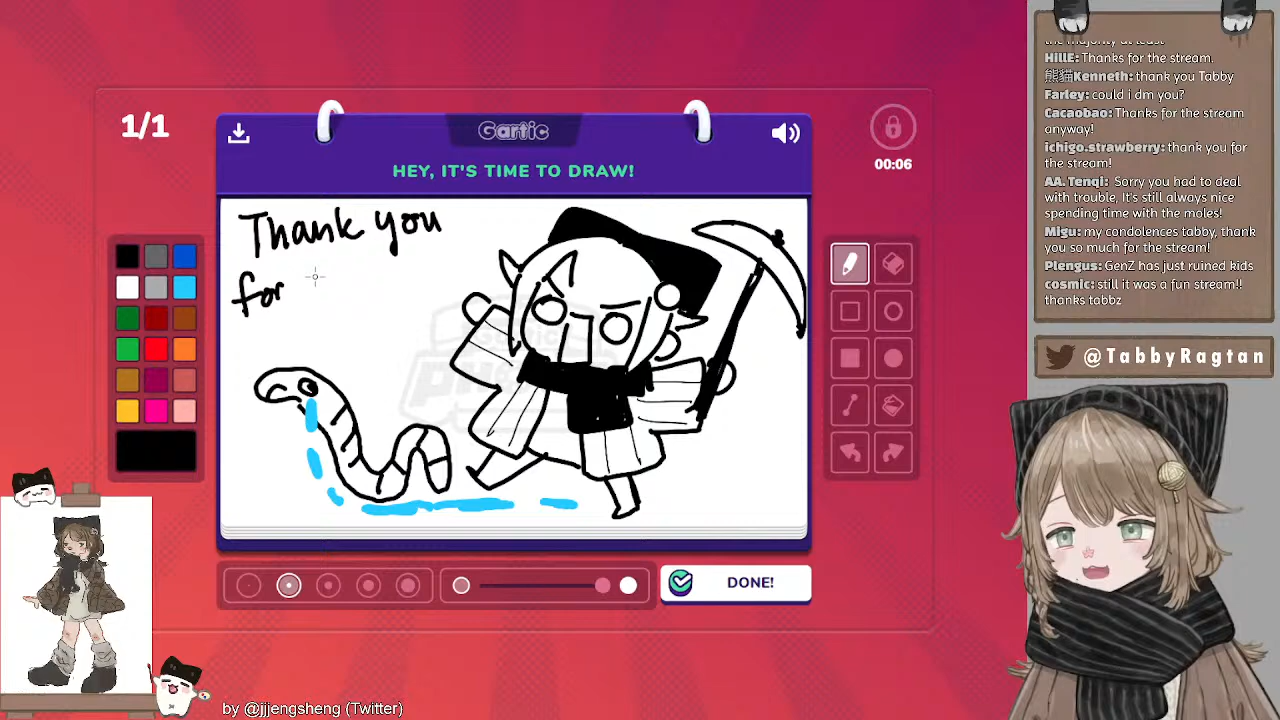 1/1
Gartic
HEY, IT'S TIME TO DRAW!
00:06
Thank you
for
DONE!
by @jjjengsheng (Twitter)
HillE: Thanks for the stream.
熊貓Kenneth: thank you Tabby
Farley: could i dm you?
Cacaobao: Thanks for the stream
anyway!
ichigo.strawberry: thank you for
the stream!
AA. Tenqi: Sorry you had to deal
with trouble, It's still always nice
spending time with the moles!
Migu: my condolences tabby, thank
you so much for the stream!
Plengus: GenZ has just ruined kids
cosmic: still it was a fun stream!
thanks tabbz
@TabbyRagtan